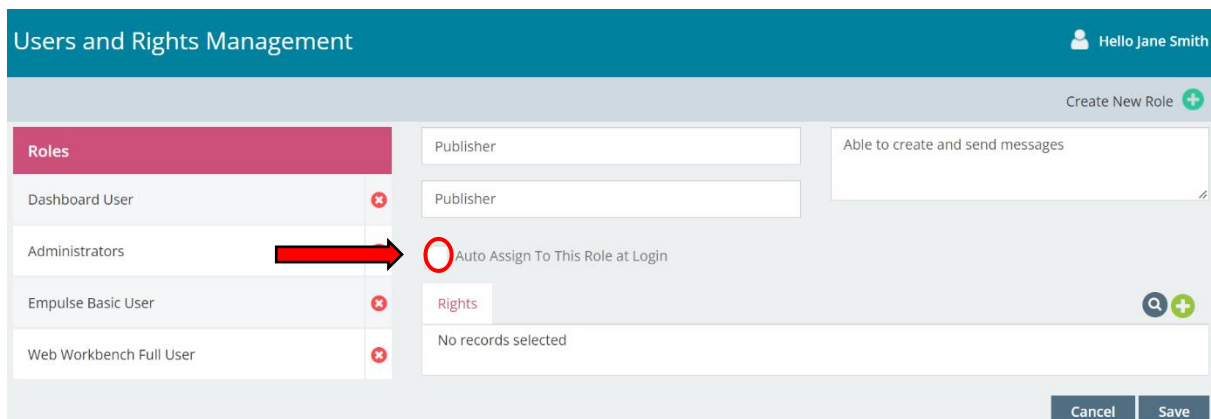 Users and Rights Management
Hello Jane Smith
Create New Role
Roles
Dashboard User
Administrators
Empulse Basic User
Web Workbench Full User
Publisher
Able to create and send messages
Publisher
Auto Assign To This Role at Login
Rights
No records selected
Cancel
Save